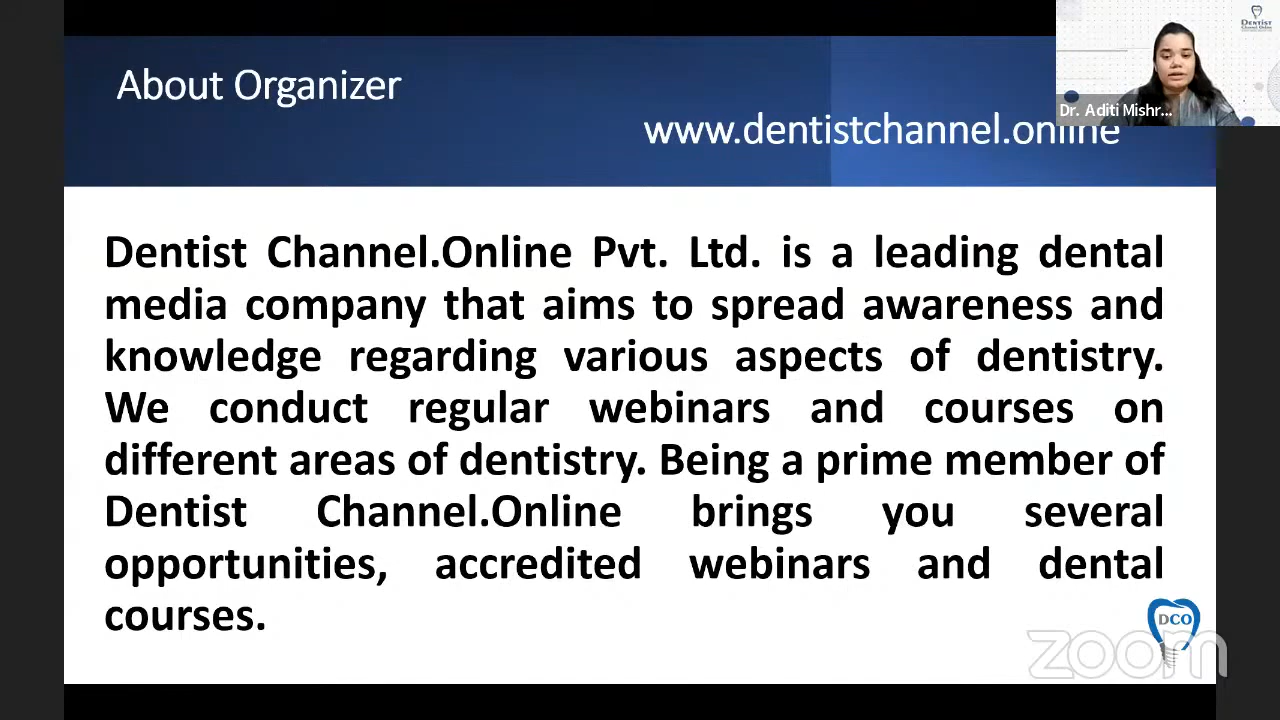 About Organizer
www.dentistchannel.online
DENTIST
Dr. Aditi Mishr...
Dentist Channel.Online Pvt. Ltd. is a leading dental
media company that aims to spread awareness and
knowledge regarding various aspects of dentistry.
We conduct regular webinars and courses on
different areas of dentistry. Being a prime member of
Dentist Channel.Online brings you several
opportunities, accredited webinars and dental
courses.
DCO
zoom